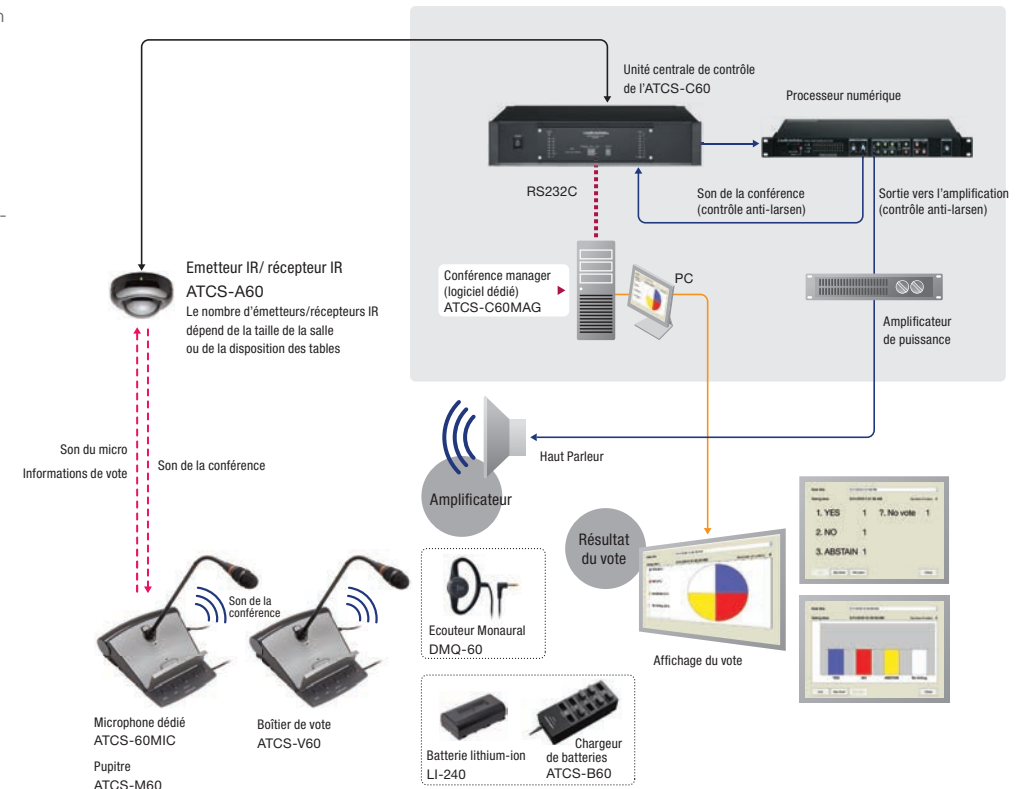 n
Unité centrale de contrôle
de l'ATCS-C60
Processeur numérique
RS232C
Son de la conférence
(contrôle anti-larsen)
Sortie vers l'amplification
(contrôle anti-larsen)
Emetteur IR/ récepteur IR
ATCS-A60
Le nombre d'émetteurs/récepteurs IR
dépend de la taille de la salle
ou de la disposition des tables
Conférence manager
(logiciel dédié)
ATCS-C60MAG
PC
Amplificateur
de puissance
Son du micro
Informations de vote
Son de la conférence
Haut Parleur
Amplificateur
Résultat
du vote
1. YES 1 ?. No vote 1
2. NO 1
3. ABSTAIN 1
Son de la
conférence
Ecouteur Monaural
DMQ-60
Affichage du vote
Microphone dédié
ATCS-60MIC
Pupitre
ATCS-M60
Boîtier de vote
ATCS-V60
Batterie lithium-ion
LI-240
Chargeur
de batteries
ATCS-B60